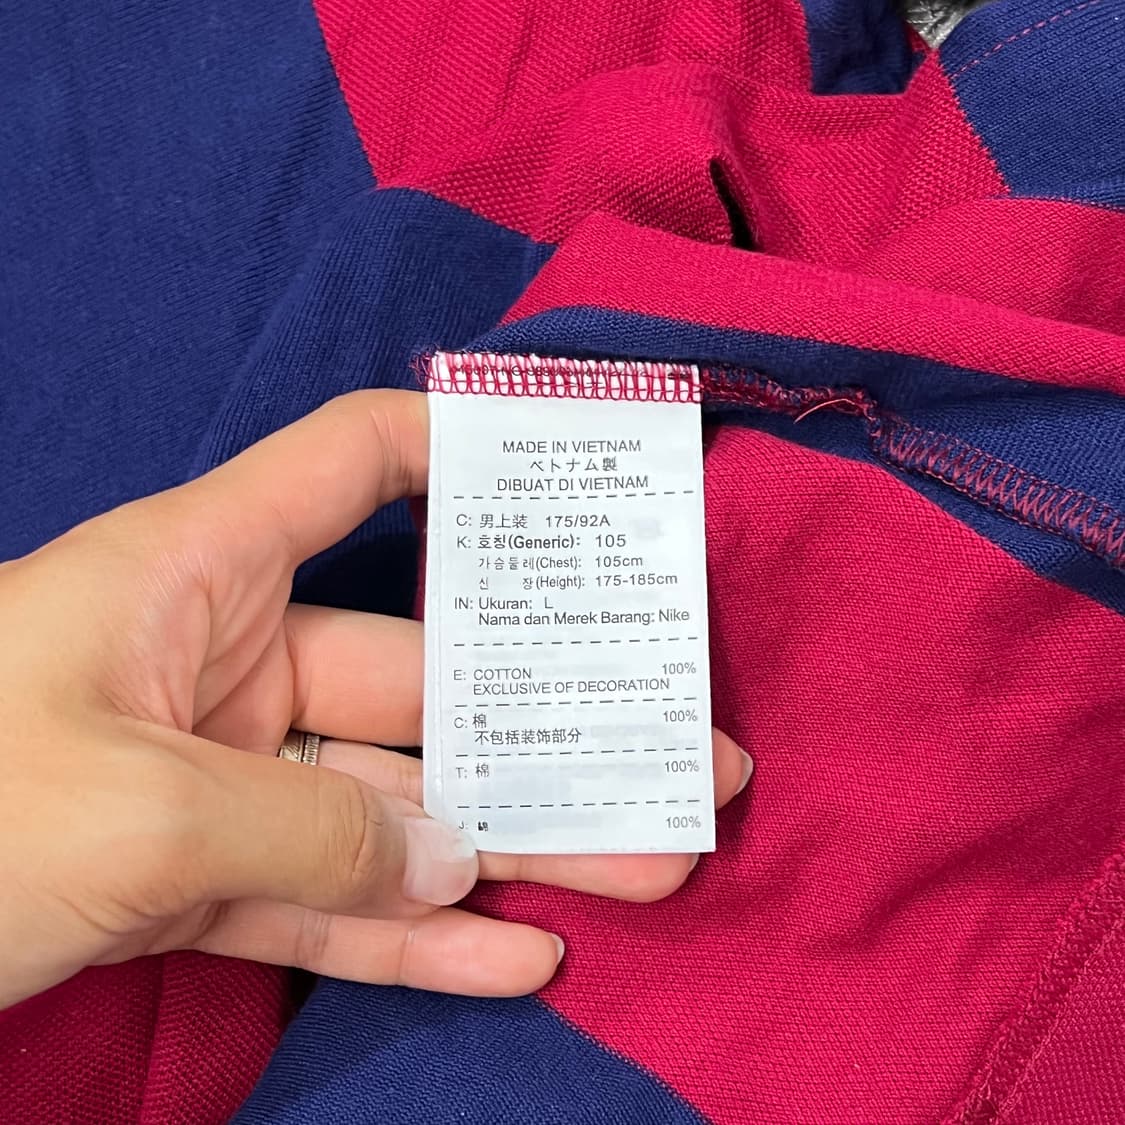 MADE IN VIETNAM
ベトナム製
DIBUAT DI VIETNAM
C: 男上装 175/92A
K: 호칭(Generic): 105
가슴둘레(Chest): 105cm
신 장(Height): 175-185cm
IN: Ukuran: L
Nama dan Merek Barang: Nike
E: COTTON 100%
EXCLUSIVE OF DECORATION
C: 棉 100%
不包括装饰部分
T: 棉 100%
J: 綿 100%